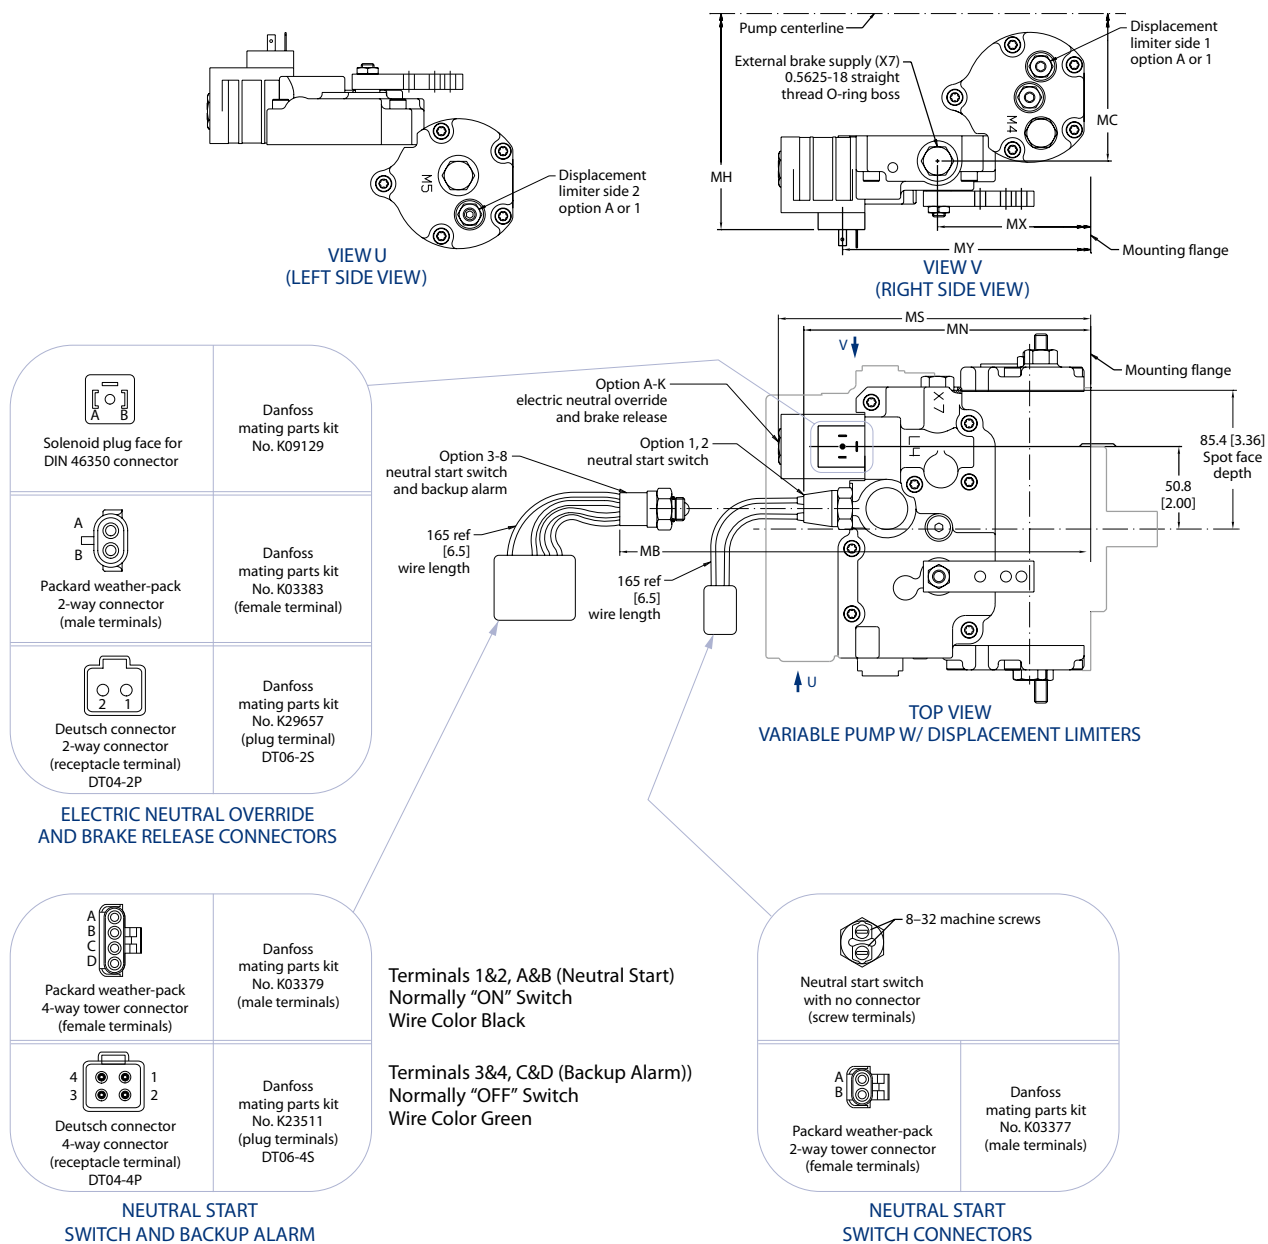 Pump centerline
Displacement
limiter side 1
option A or 1
External brake supply (X7)
0.5625-18 straight
thread O-ring boss
M4
MC
MH
MX
MY
Mounting flange
VIEW V
(RIGHT SIDE VIEW)
M5
Displacement
limiter side 2
option A or 1
VIEW U
(LEFT SIDE VIEW)
MS
MN
V
Mounting flange
Option A-K
electric neutral override
and brake release
X7
LH
85.4 [3.36]
Spot face
depth
50.8
[2.00]
Option 1, 2
neutral start switch
Option 3-8
neutral start switch
and backup alarm
165 ref
[6.5]
wire length
MB
165 ref
[6.5]
wire length
U
TOP VIEW
VARIABLE PUMP W/ DISPLACEMENT LIMITERS
A B
Solenoid plug face for
DIN 46350 connector
Danfoss
mating parts kit
No. K09129
A
B
Packard weather-pack
2-way connector
(male terminals)
Danfoss
mating parts kit
No. K03383
(female terminal)
2 1
Deutsch connector
2-way connector
(receptacle terminal)
DT04-2P
Danfoss
mating parts kit
No. K29657
(plug terminal)
DT06-2S
ELECTRIC NEUTRAL OVERRIDE
AND BRAKE RELEASE CONNECTORS
A
B
C
D
Packard weather-pack
4-way tower connector
(female terminals)
Danfoss
mating parts kit
No. K03379
(male terminals)
4 1
3 2
Deutsch connector
4-way connector
(receptacle terminal)
DT04-4P
Danfoss
mating parts kit
No. K23511
(plug terminals)
DT06-4S
NEUTRAL START
SWITCH AND BACKUP ALARM
Terminals 1&2, A&B (Neutral Start)
Normally “ON” Switch
Wire Color Black
Terminals 3&4, C&D (Backup Alarm))
Normally “OFF” Switch
Wire Color Green
8–32 machine screws
Neutral start switch
with no connector
(screw terminals)
A
B
Packard weather-pack
2-way tower connector
(female terminals)
Danfoss
mating parts kit
No. K03377
(male terminals)
NEUTRAL START
SWITCH CONNECTORS